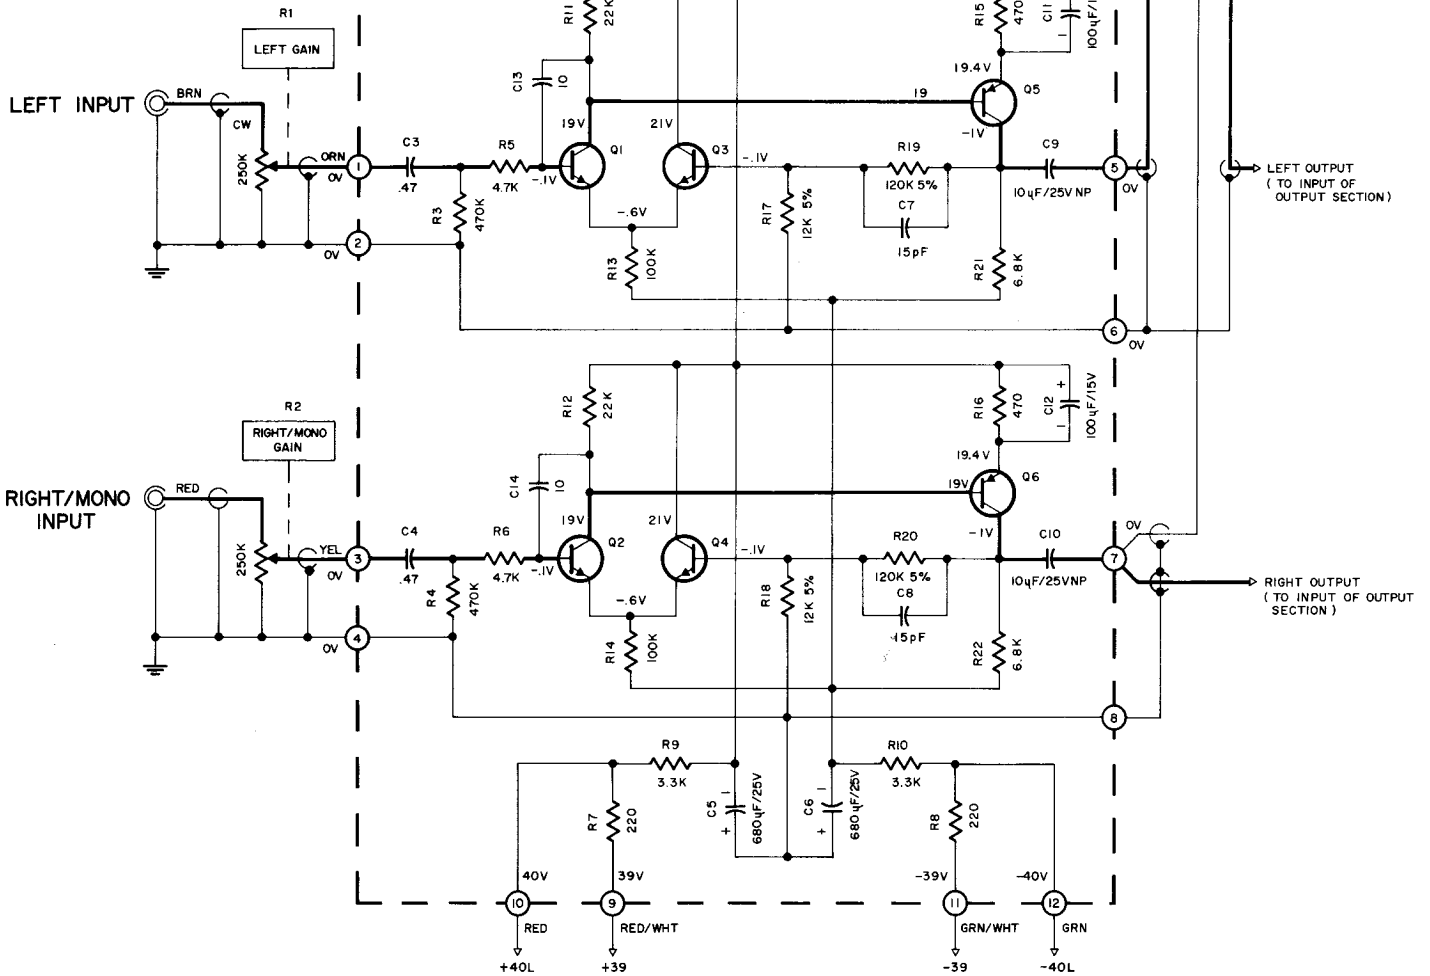 R1
LEFT GAIN
LEFT INPUT
BRN
CW
250K
ORN
0V
1
2
0V
C3
.47
R3
470K
R5
4.7K
-.1V
C13
10
R11
22K
19V
Q1
21V
Q3
-.1V
-.6V
R13
100K
R17
12K 5%
R19
120K 5%
C7
15pF
R15
470
C11
100µF/1
19.4V
19
Q5
-1V
C9
10µF/25V NP
R21
6.8K
5
0V
6
0V
LEFT OUTPUT
(TO INPUT OF
OUTPUT SECTION)
R2
RIGHT/MONO
GAIN
RIGHT/MONO
INPUT
RED
250K
YEL
0V
3
4
0V
C4
.47
R4
470K
R6
4.7K
-.1V
C14
10
R12
22K
19V
Q2
21V
Q4
-.1V
-.6V
R14
100K
R18
12K 5%
R20
120K 5%
C8
15pF
R16
470
C12
+
-
100µF/15V
19.4V
19V
Q6
-1V
C10
10µF/25VNP
R22
6.8K
7
0V
8
RIGHT OUTPUT
(TO INPUT OF OUTPUT
SECTION)
R9
3.3K
R7
220
C5
-
+
680µF/25V
C6
-
+
680µF/25V
R10
3.3K
R8
220
40V
39V
-39V
-40V
10
9
11
12
RED
RED/WHT
GRN/WHT
GRN
+40L
+39
-39
-40L